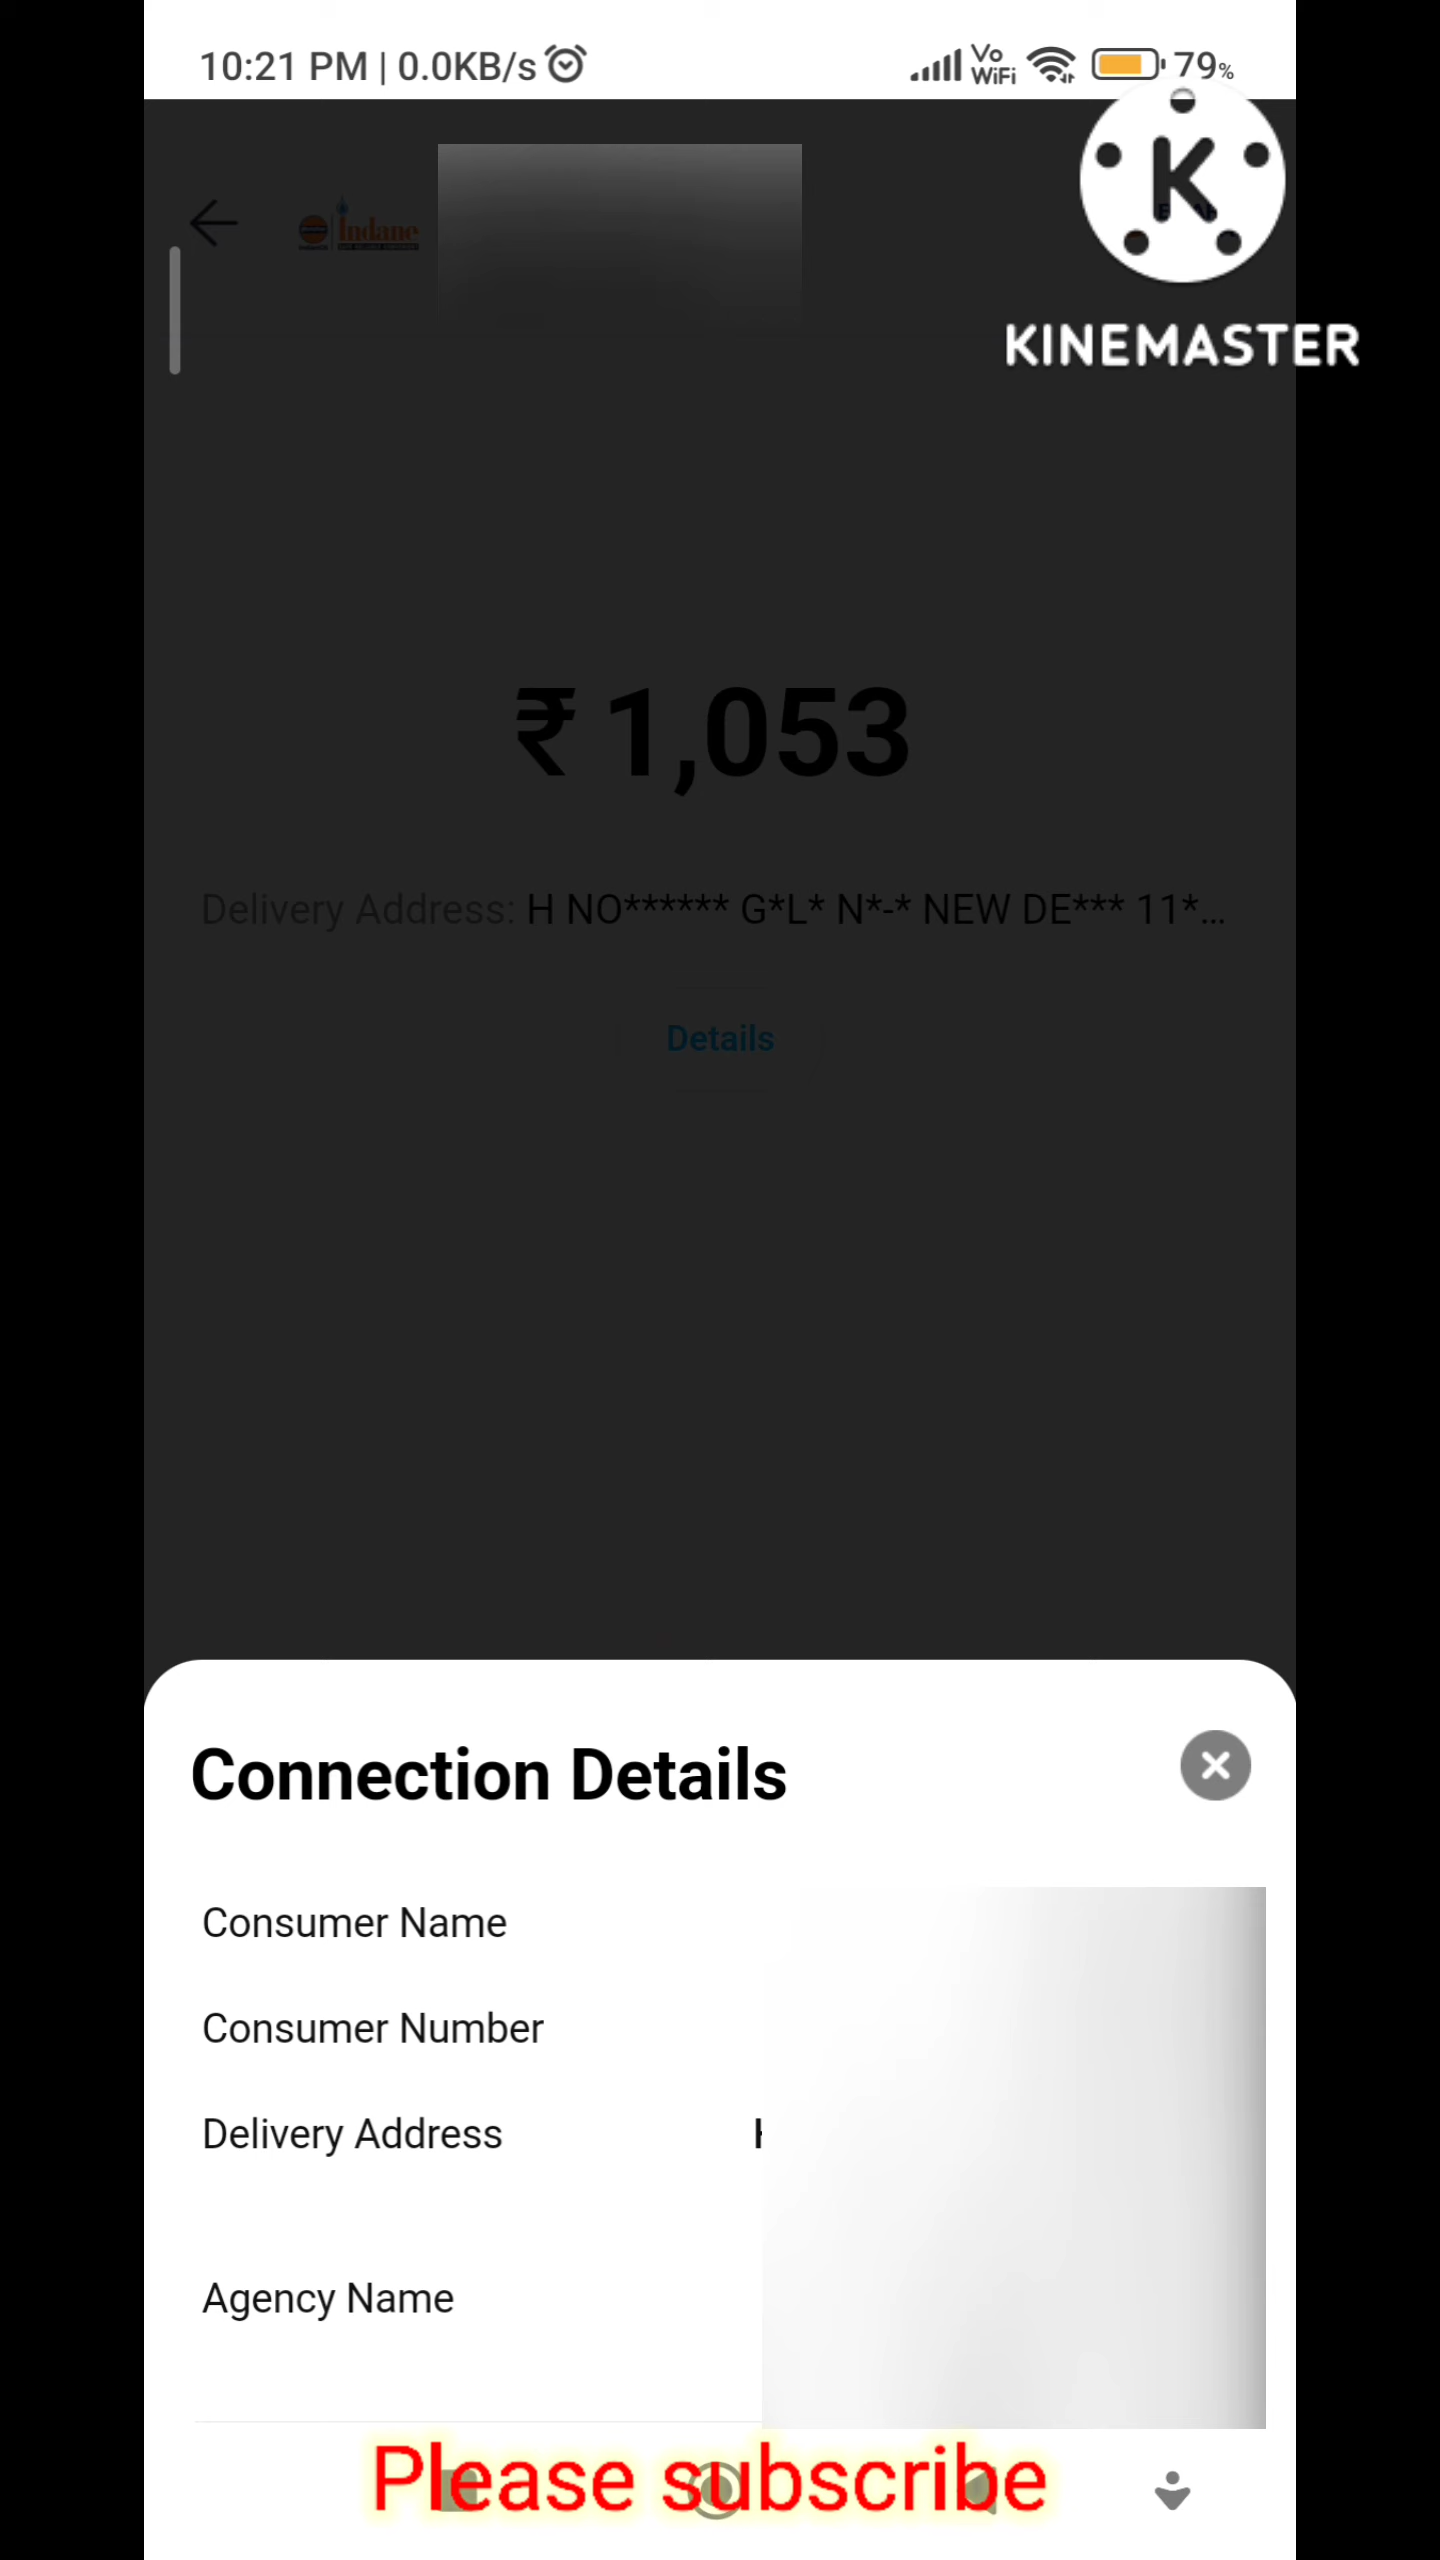 10:21 PM | 0.0KB/s
Vo
WiFi
79%
Indane
K
KINEMASTER
₹ 1,053
Delivery Address: H NO****** G*L* N*-* NEW DE*** 11*...
Details
Connection Details
Consumer Name
Consumer Number
Delivery Address
Agency Name
Please subscribe